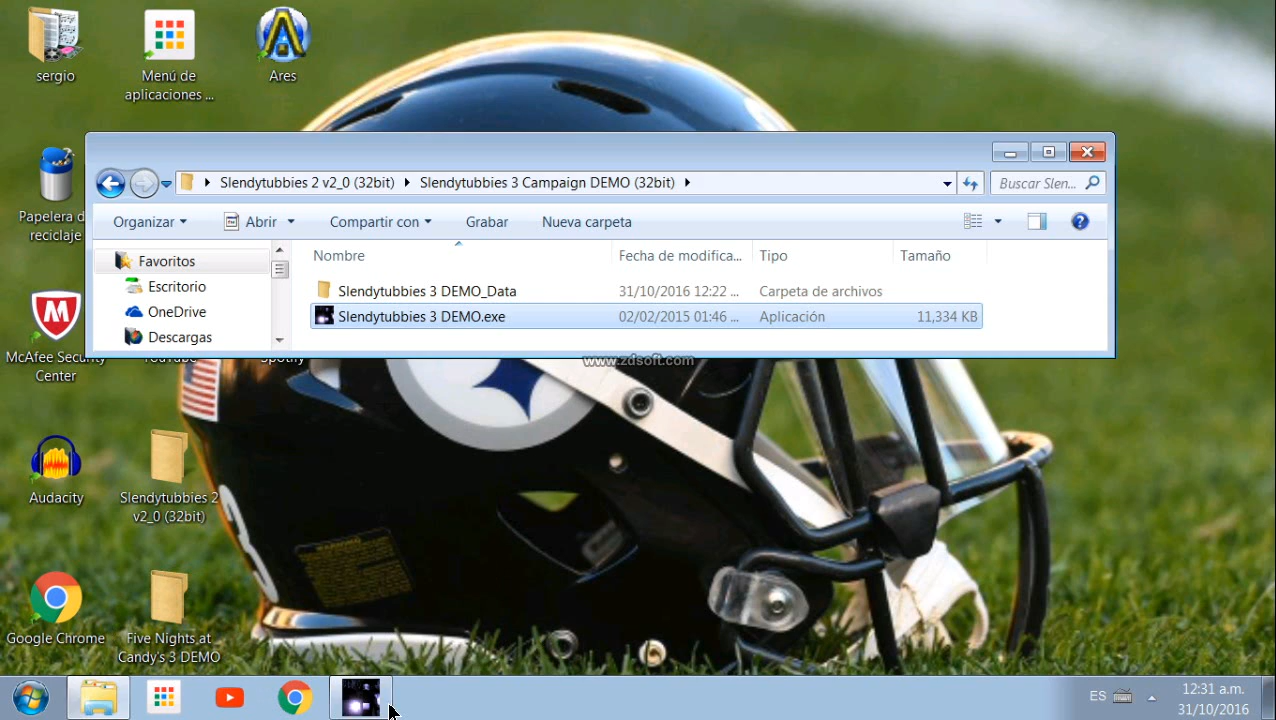 sergio
Menú de
aplicaciones ...
Ares
Papelera d
reciclaje
Slendytubbies 2 v2_0 (32bit)
Slendytubbies 3 Campaign DEMO (32bit)
Buscar Slen...
Organizar
Abrir
Compartir con
Grabar
Nueva carpeta
Favoritos
Escritorio
OneDrive
Descargas
Nombre
Fecha de modifica...
Tipo
Tamaño
Slendytubbies 3 DEMO_Data
31/10/2016 12:22 ...
Carpeta de archivos
Slendytubbies 3 DEMO.exe
02/02/2015 01:46 ...
Aplicación
11,334 KB
www.zdsoft.com
McAfee Security
Center
YouTube
Spotify
Audacity
Slendytubbies 2
v2_0 (32bit)
Google Chrome
Five Nights at
Candy's 3 DEMO
ES
12:31 a.m.
31/10/2016